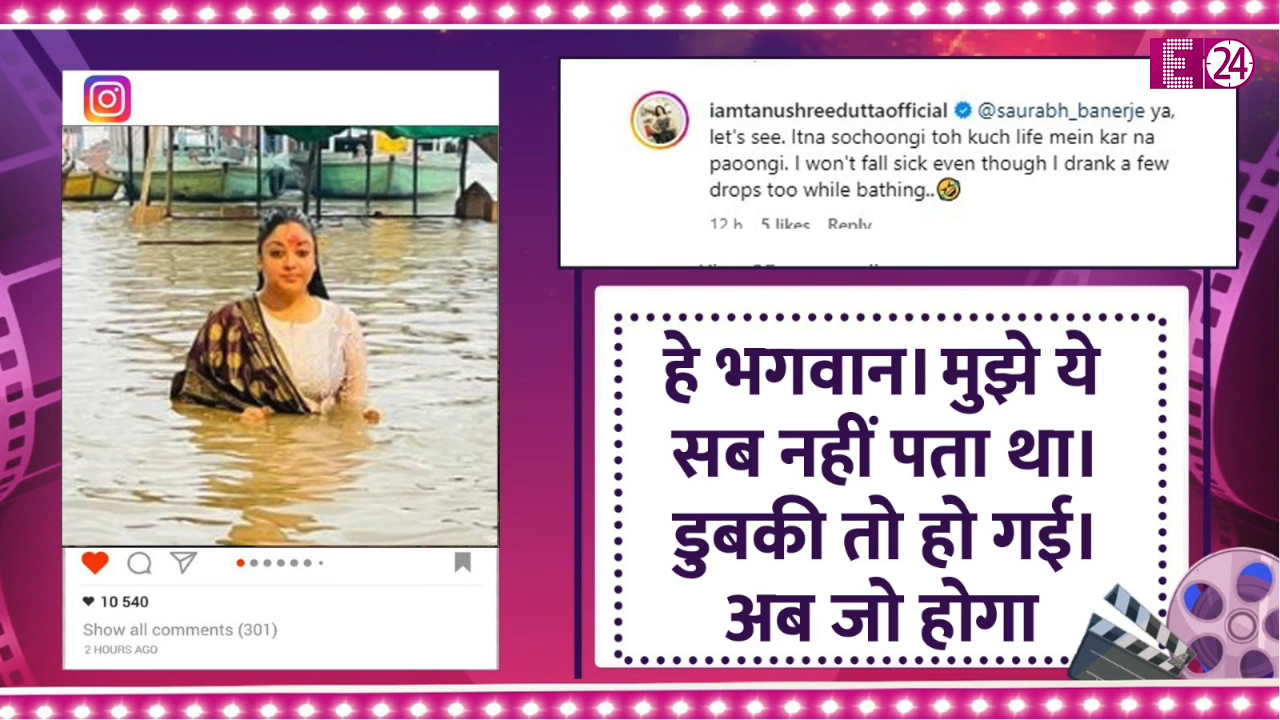 E 24
iamtanushreeduttaofficial @saurabh_banerje ya,
let's see. Itna sochoongi toh kuch life mein kar na
paoongi. I won't fall sick even though I drank a few
drops too while bathing..🤣
12 h 5 likes Reply
हे भगवान। मुझे ये
सब नहीं पता था।
डुबकी तो हो गई।
अब जो होगा
10 540
Show all comments (301)
2 HOURS AGO